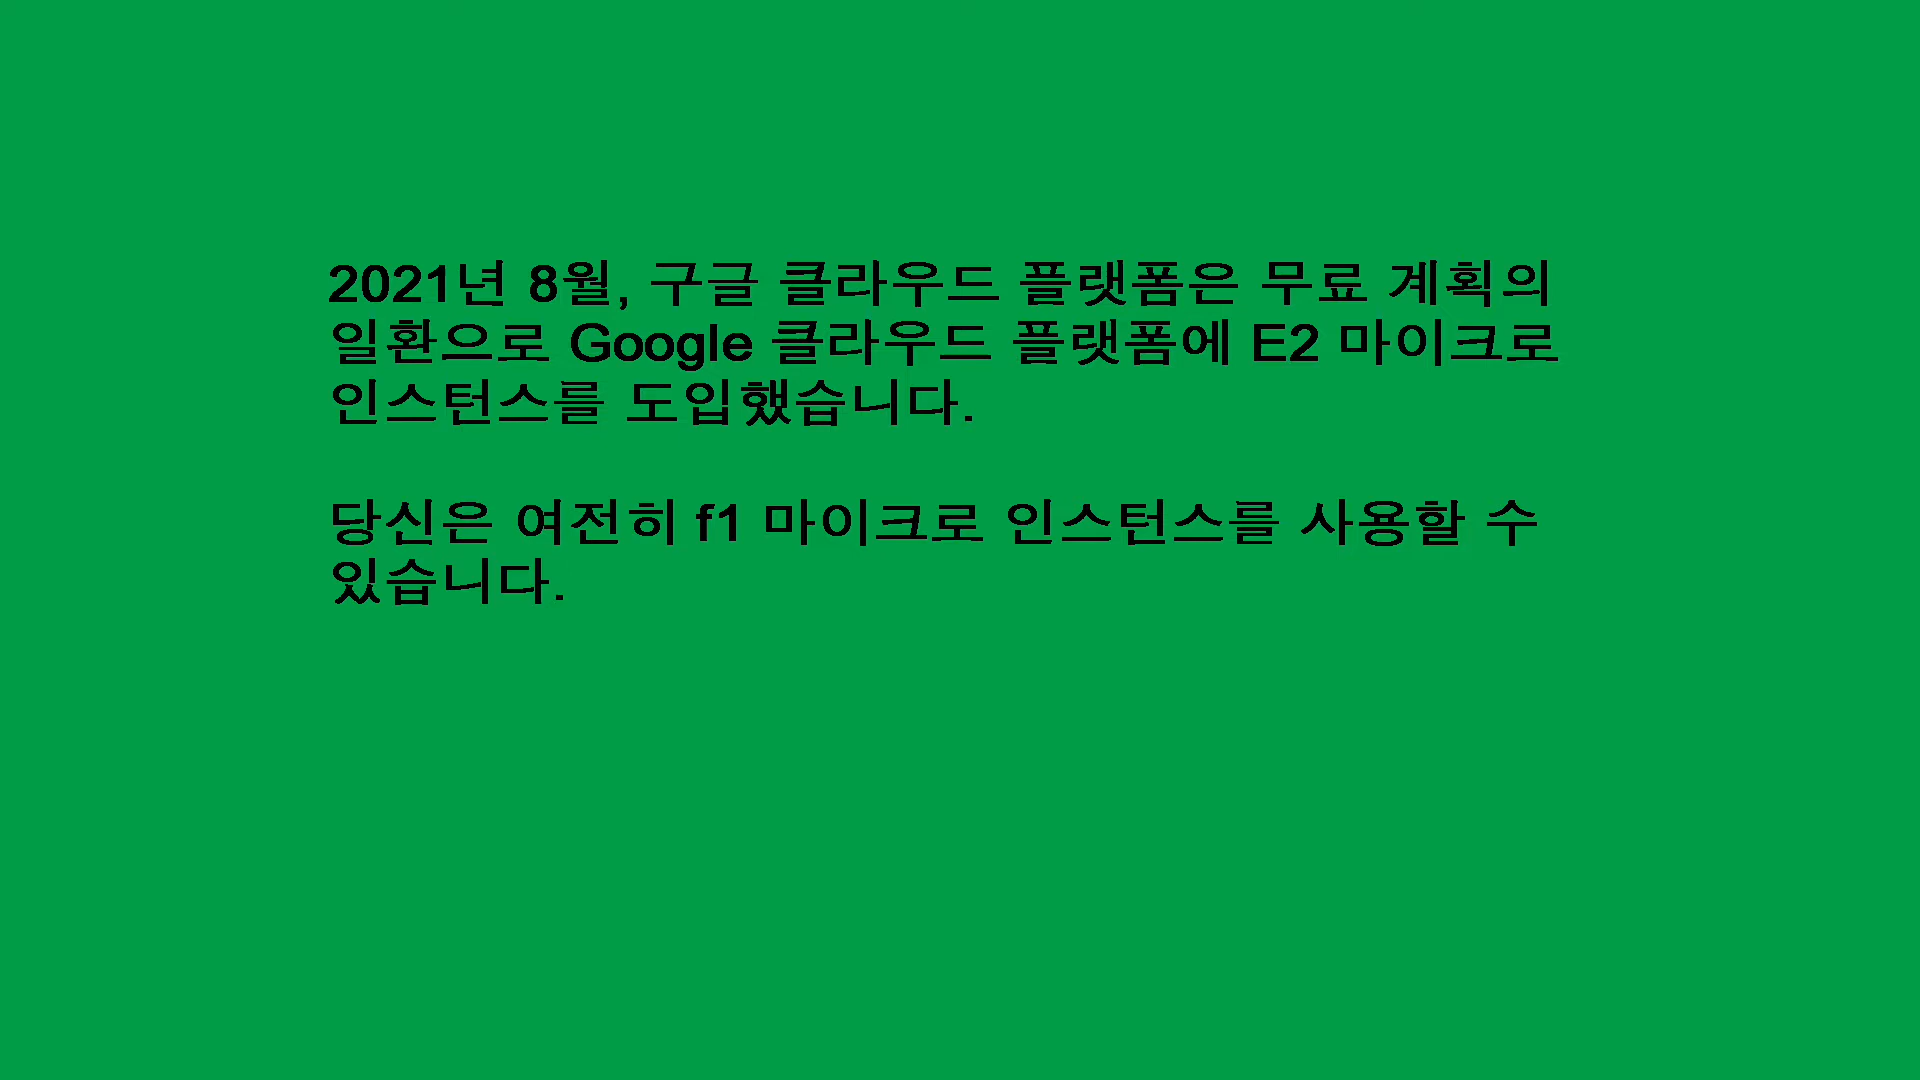 2021년 8월, 구글 클라우드 플랫폼은 무료 계획의
일환으로 Google 클라우드 플랫폼에 E2 마이크로
인스턴스를 도입했습니다.
당신은 여전히 f1 마이크로 인스턴스를 사용할 수
있습니다.